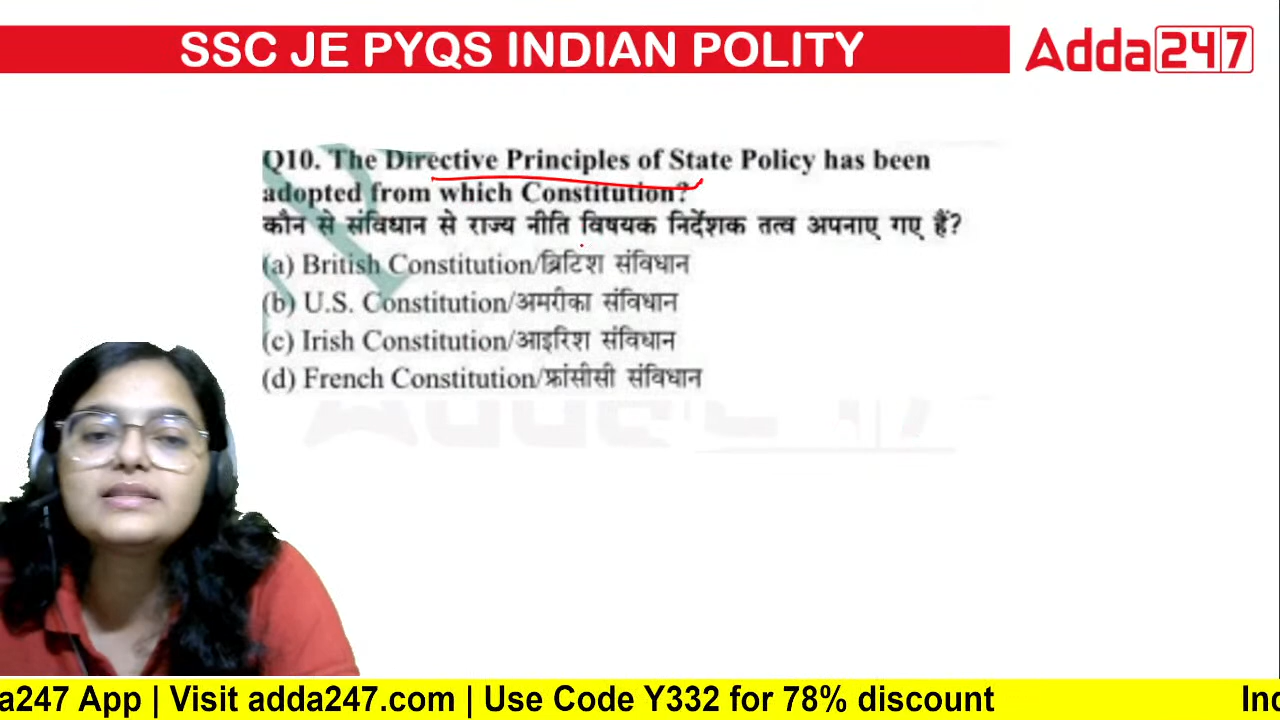 SSC JE PYQS INDIAN POLITY
Adda247
Q10. The Directive Principles of State Policy has been
adopted from which Constitution?
कौन से संविधान से राज्य नीति विषयक निर्देशक तत्व अपनाए गए हैं?
(a) British Constitution/ब्रिटिश संविधान
(b) U.S. Constitution/अमरीका संविधान
(c) Irish Constitution/आइरिश संविधान
(d) French Constitution/फ्रांसीसी संविधान
a247 App | Visit adda247.com | Use Code Y332 for 78% discount